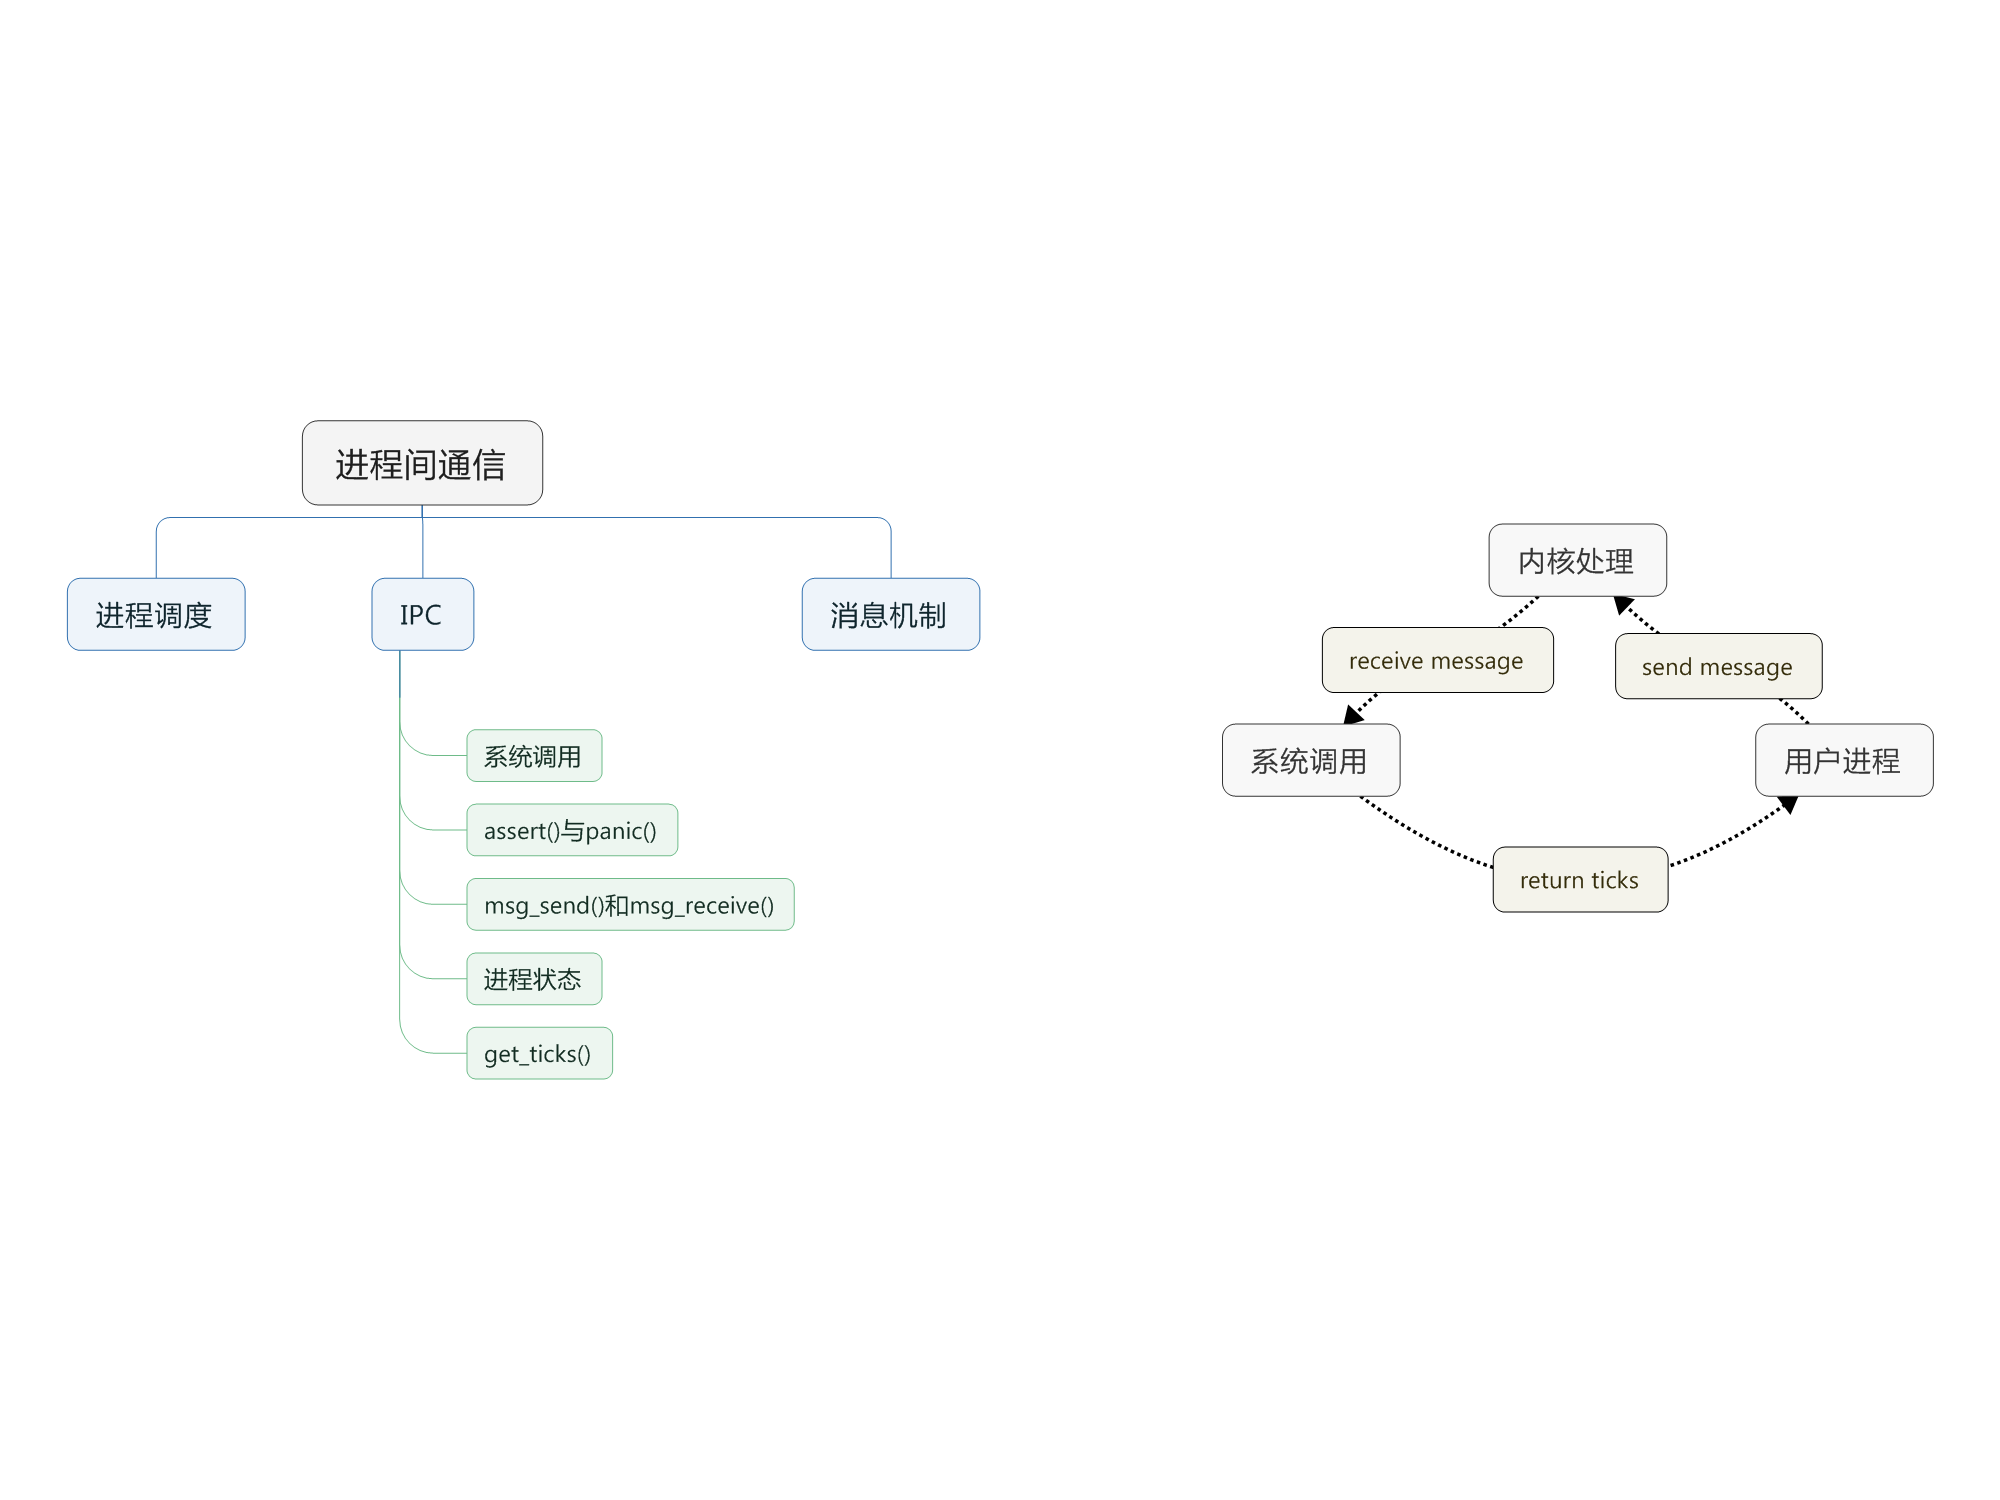 进程间通信
进程调度
IPC
消息机制
系统调用
assert()与panic()
msg_send()和msg_receive()
进程状态
get_ticks()
内核处理
receive message
send message
系统调用
用户进程
return ticks